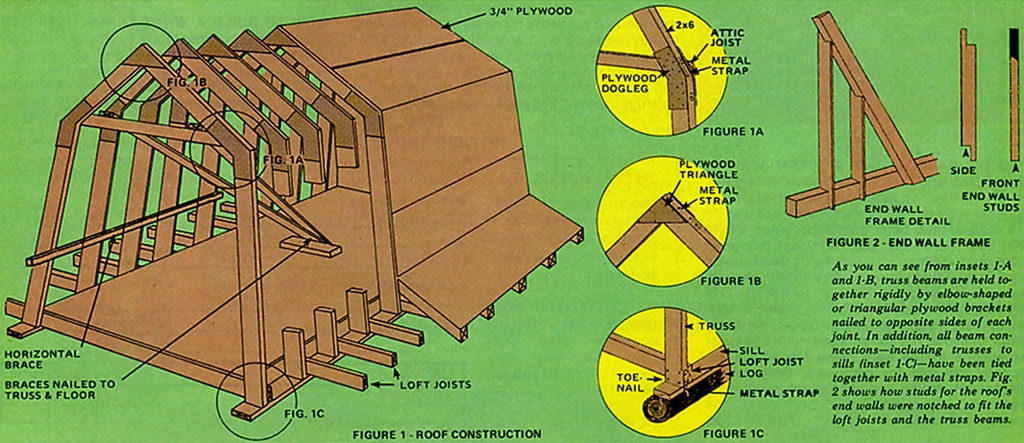 3/4" PLYWOOD
FIG. 1B
FIG. 1A
HORIZONTAL
BRACE
BRACES NAILED TO
TRUSS & FLOOR
FIG. 1C
LOFT JOISTS
FIGURE 1 - ROOF CONSTRUCTION
2x6
ATTIC
JOIST
METAL
STRAP
PLYWOOD
DOGLEG
FIGURE 1A
PLYWOOD
TRIANGLE
METAL
STRAP
FIGURE 1B
TRUSS
SILL
LOFT JOIST
LOG
TOE-
NAIL
METAL STRAP
FIGURE 1C
END WALL
FRAME DETAIL
SIDE
FRONT
END WALL
STUDS
FIGURE 2 - END WALL FRAME
As you can see from insets 1-A
and 1-B, truss beams are held to-
gether rigidly by elbow-shaped
or triangular plywood brackets
nailed to opposite sides of each
joint. In addition, all beam con-
nections—including trusses to
sills (inset 1-C)—have been tied
together with metal straps. Fig.
2 shows how studs for the roof's
end walls were notched to fit the
loft joists and the truss beams.